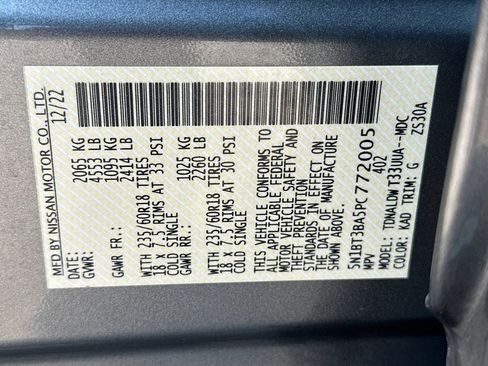 MFD BY NISSAN MOTOR CO., LTD.
12/22
GVWR: 2065 KG
4553 LB
GAWR FR: 1095 KG
2414 LB
WITH 235/60R18 TIRES
18 X 7.5 RIMS AT 33 PSI
COLD SINGLE
GAWR RR: 1025 KG
2260 LB
WITH 235/60R18 TIRES
18 X 7.5 RIMS AT 30 PSI
COLD SINGLE
THIS VEHICLE CONFORMS TO
ALL APPLICABLE FEDERAL
MOTOR VEHICLE SAFETY AND
THEFT PREVENTION
STANDARDS IN EFFECT ON
THE DATE OF MANUFACTURE
SHOWN ABOVE.
5N1BT3BA5PC772005
MPV 402
MODEL: TDNALDWT33UUA--MDC
COLOR: KAD TRIM: G ZS30A